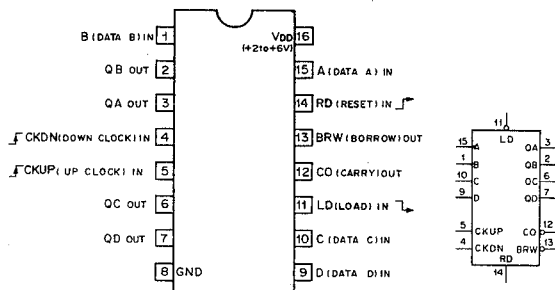 B (DATA B) IN 1
QB OUT 2
QA OUT 3
CKDN (DOWN CLOCK) IN 4
CKUP ( UP CLOCK) IN 5
QC OUT 6
QD OUT 7
8 GND
VDD 16
(+2 to +6V)
15 A (DATA A) IN
14 RD (RESET) IN
13 BRW (BORROW) OUT
12 CO (CARRY) OUT
11 LD (LOAD) IN
10 C (DATA C) IN
9 D (DATA D) IN
11
LD
15 A QA 3
1 B QB 2
10 C QC 6
9 D QD 7
5 CKUP CO 12
4 CKDN BRW 13
RD
14